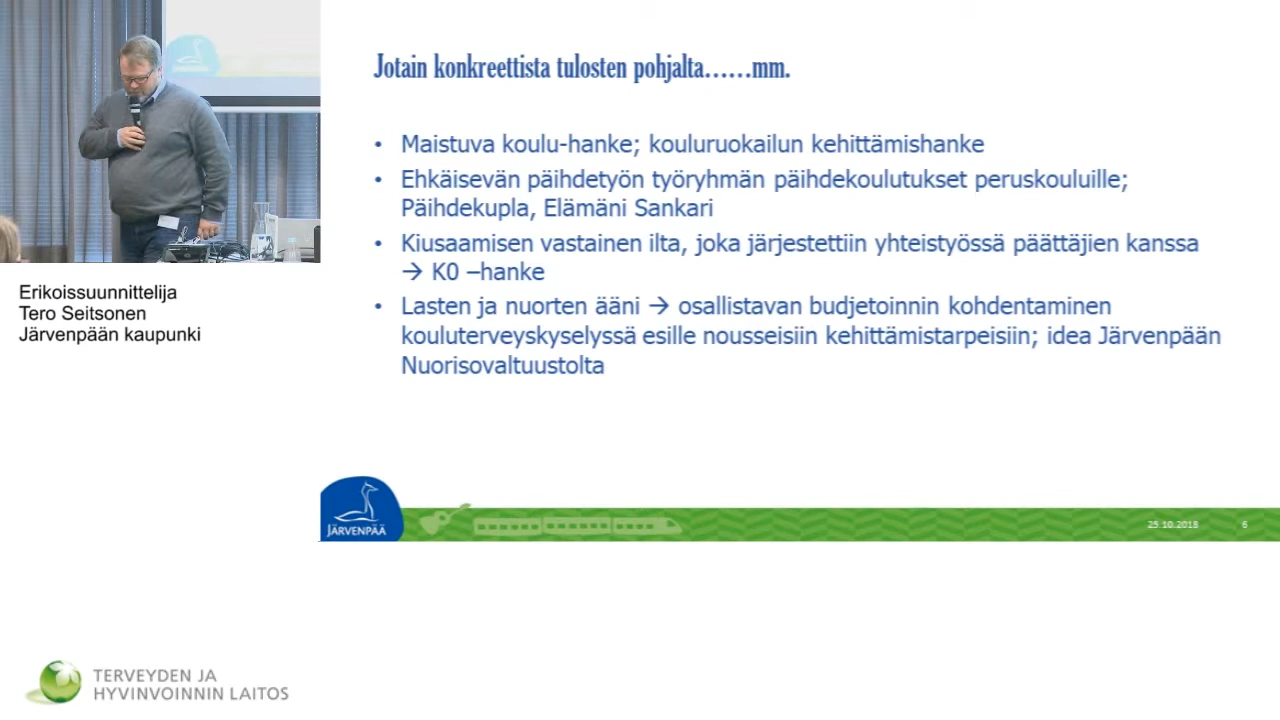 Jotain konkreettista tulosten pohjalta......mm.
• Maistuva koulu-hanke; kouluruokailun kehittämishanke
• Ehkäisevän päihdetyön työryhmän päihdekoulutukset peruskouluille;
Päihdekupla, Elämäni Sankari
• Kiusaamisen vastainen ilta, joka järjestettiin yhteistyössä päättäjien kanssa
→ K0 –hanke
• Lasten ja nuorten ääni → osallistavan budjetoinnin kohdentaminen
kouluterveyskyselyssä esille nousseisiin kehittämistarpeisiin; idea Järvenpään
Nuorisovaltuustolta
Erikoissuunnittelija
Tero Seitsonen
Järvenpään kaupunki
JÄRVENPÄÄ
25.10.2018
6
TERVEYDEN JA
HYVINVOINNIN LAITOS